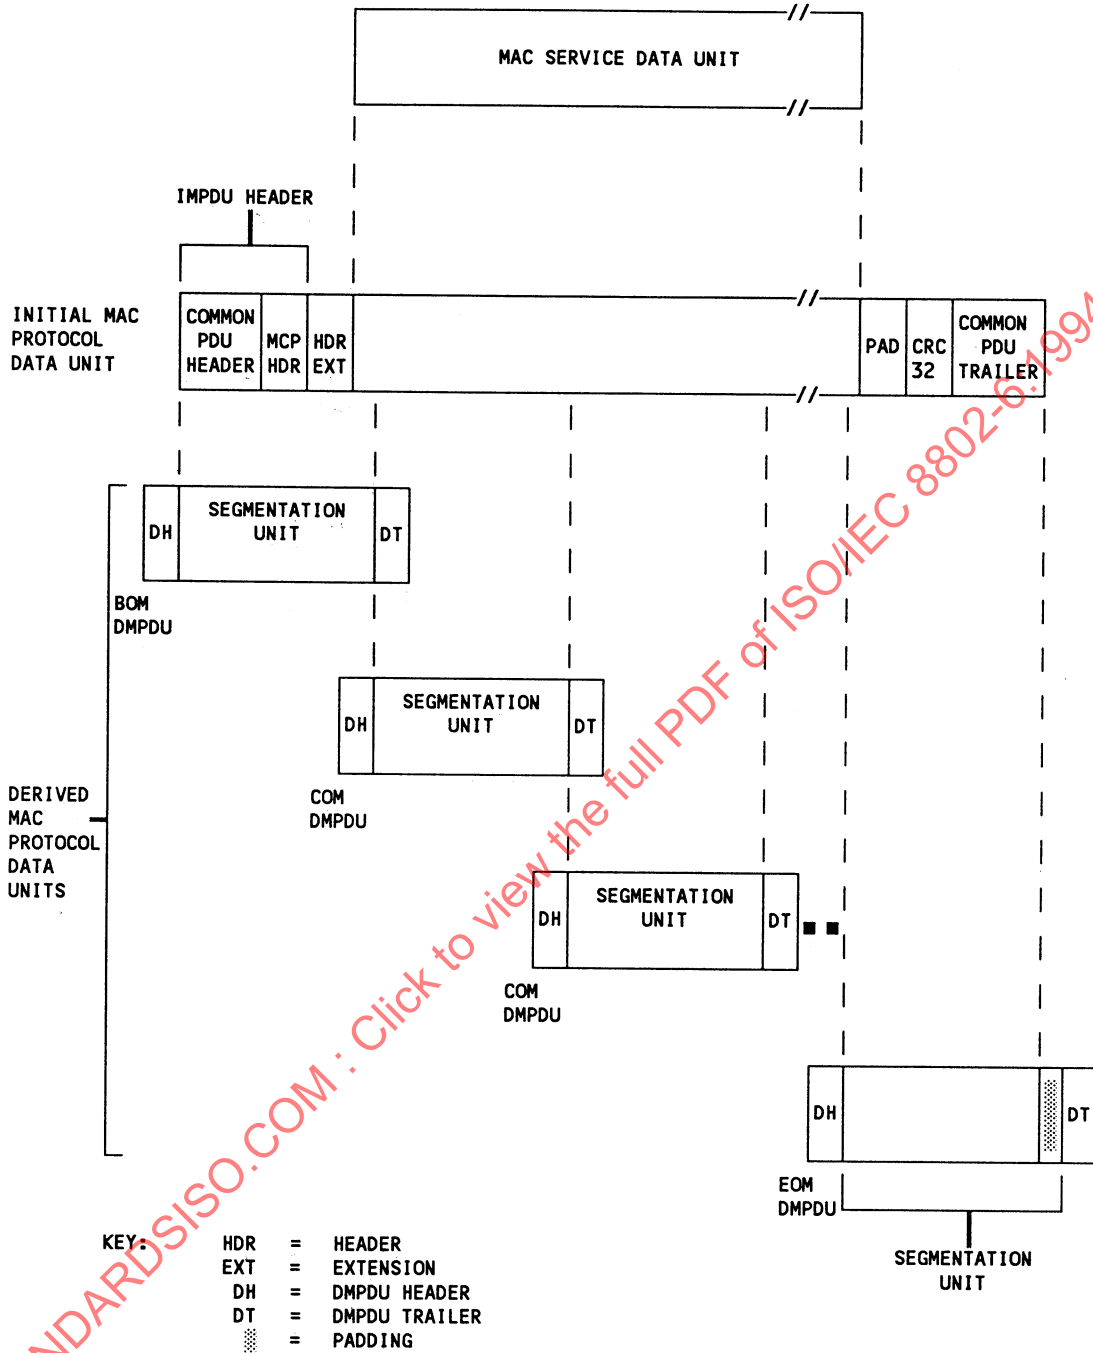 MAC SERVICE DATA UNIT
IMPDU HEADER
INITIAL MAC
PROTOCOL
DATA UNIT
COMMON
PDU
HEADER
MCP
HDR
HDR
EXT
PAD
CRC
32
COMMON
PDU
TRAILER
DH
SEGMENTATION
UNIT
DT
BOM
DMPDU
DH
SEGMENTATION
UNIT
DT
COM
DMPDU
DERIVED
MAC
PROTOCOL
DATA
UNITS
DH
SEGMENTATION
UNIT
DT
COM
DMPDU
DH
DT
EOM
DMPDU
SEGMENTATION
UNIT
KEY:
HDR = HEADER
EXT = EXTENSION
DH = DMPDU HEADER
DT = DMPDU TRAILER
= PADDING
NDARDSISO.COM : Click to view the full PDF of ISO/IEC 8802-6:1994